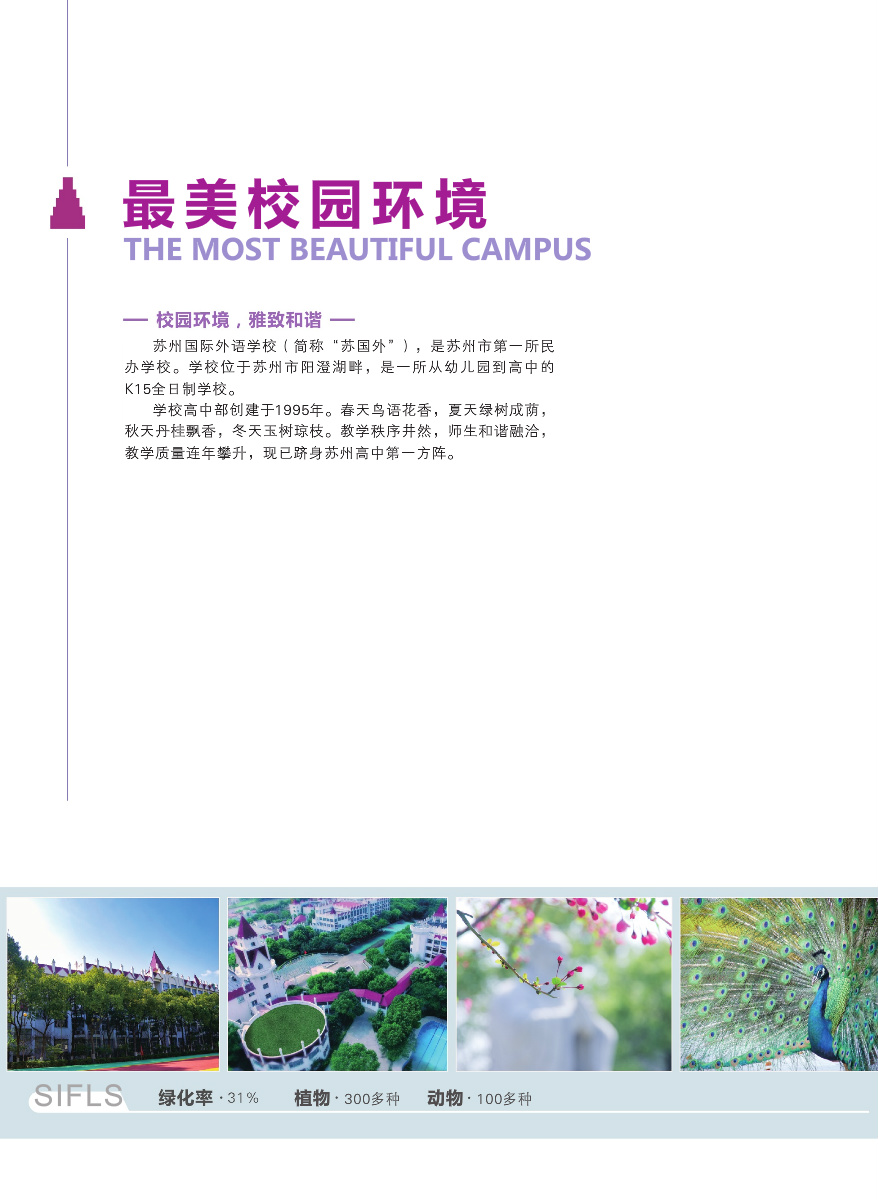 最美校园环境
THE MOST BEAUTIFUL CAMPUS
— 校园环境，雅致和谐 —
苏州国际外语学校（简称“苏国外”），是苏州市第一所民
办学校。学校位于苏州市阳澄湖畔，是一所从幼儿园到高中的
K15全日制学校。
学校高中部创建于1995年。春天鸟语花香，夏天绿树成荫，
秋天丹桂飘香，冬天玉树琼枝。教学秩序井然，师生和谐融洽，
教学质量连年攀升，现已跻身苏州高中第一方阵。
SIFLS 绿化率·31% 植物·300多种 动物·100多种